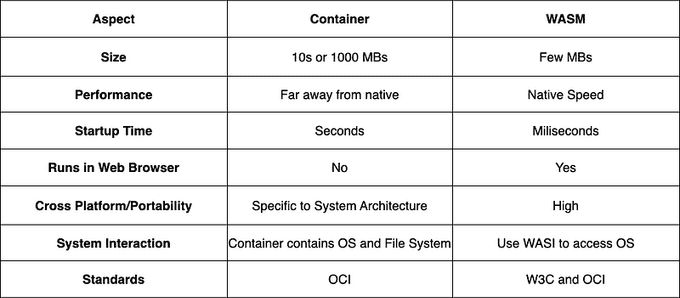 Aspect Container WASM
Size 10s or 1000 MBs Few MBs
Performance Far away from native Native Speed
Startup Time Seconds Miliseconds
Runs in Web Browser No Yes
Cross Platform/Portability Specific to System Architecture High
System Interaction Container contains OS and File System Use WASI to access OS
Standards OCI W3C and OCI